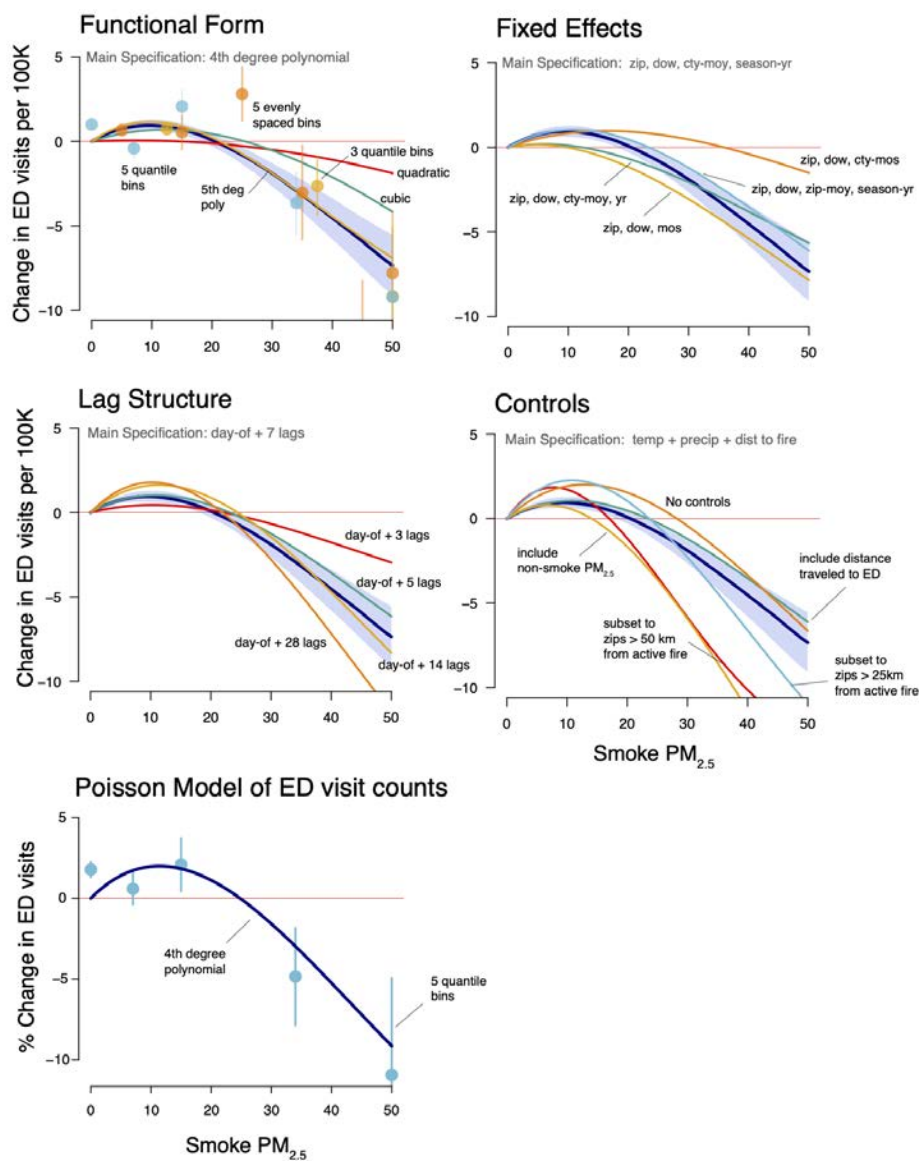 Functional Form
Main Specification: 4th degree polynomial
Change in ED visits per 100K
5
0
−5
−10
5 evenly
spaced bins
3 quantile bins
5 quantile
bins
5th deg
poly
quadratic
cubic
0 10 20 30 40 50
Fixed Effects
Main Specification: zip, dow, cty-moy, season-yr
5
0
−5
−10
zip, dow, cty-mos
zip, dow, zip-moy, season-yr
zip, dow, cty-moy, yr
zip, dow, mos
0 10 20 30 40 50
Lag Structure
Main Specification: day-of + 7 lags
Change in ED visits per 100K
5
0
−5
−10
day-of + 3 lags
day-of + 5 lags
day-of + 28 lags
day-of + 14 lags
0 10 20 30 40 50
Controls
Main Specification: temp + precip + dist to fire
5
0
−5
−10
No controls
include
non-smoke PM2.5
include distance
traveled to ED
subset to
zips > 50 km
from active fire
subset to
zips > 25km
from active fire
0 10 20 30 40 50
Smoke PM2.5
Poisson Model of ED visit counts
% Change in ED visits
5
0
−5
−10
4th degree
polynomial
5 quantile
bins
0 10 20 30 40 50
Smoke PM2.5